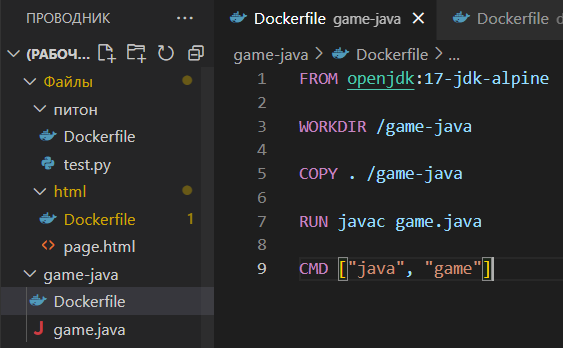 ПРОВОДНИК ...
(РАБОЧ...
Файлы
питон
Dockerfile
test.py
html
Dockerfile 1
page.html
game-java
Dockerfile
game.java
Dockerfile game-java
Dockerfile d
game-java > Dockerfile > ...
1 FROM openjdk:17-jdk-alpine
2
3 WORKDIR /game-java
4
5 COPY . /game-java
6
7 RUN javac game.java
8
9 CMD ["java", "game"]